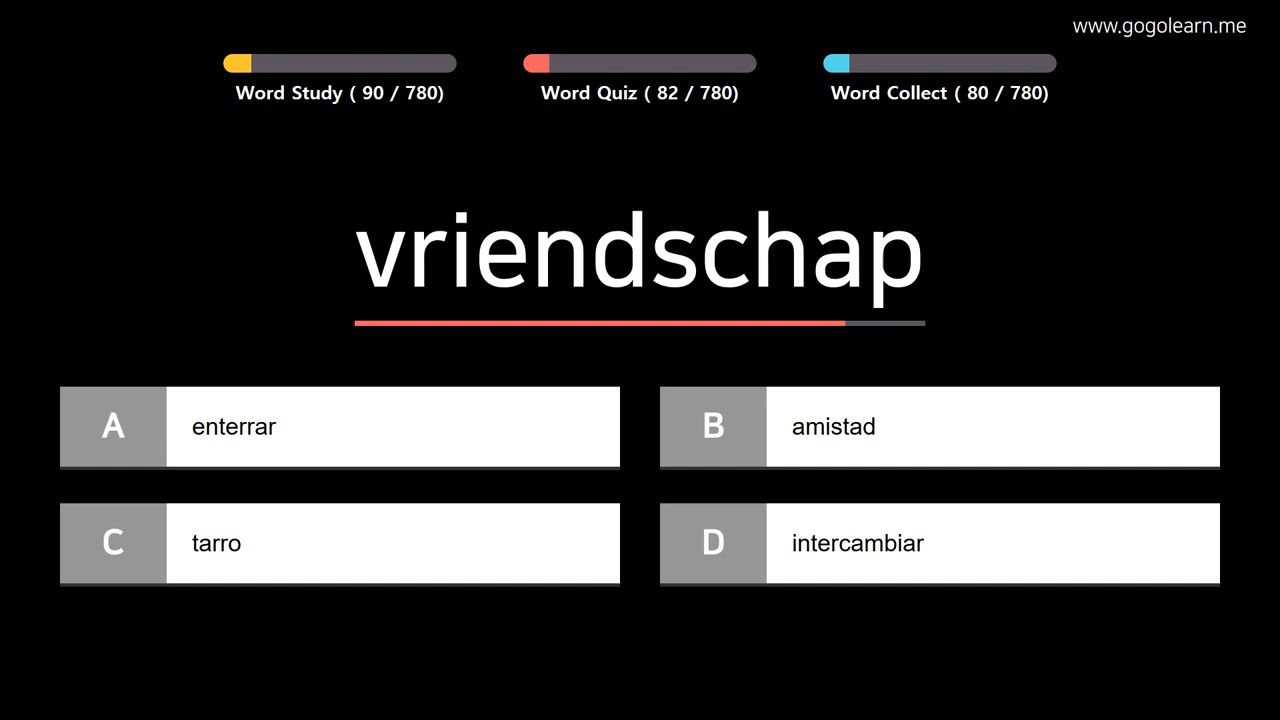 www.gogolearn.me
Word Study ( 90 / 780)
Word Quiz ( 82 / 780)
Word Collect ( 80 / 780)
vriendschap
A enterrar
B amistad
C tarro
D intercambiar